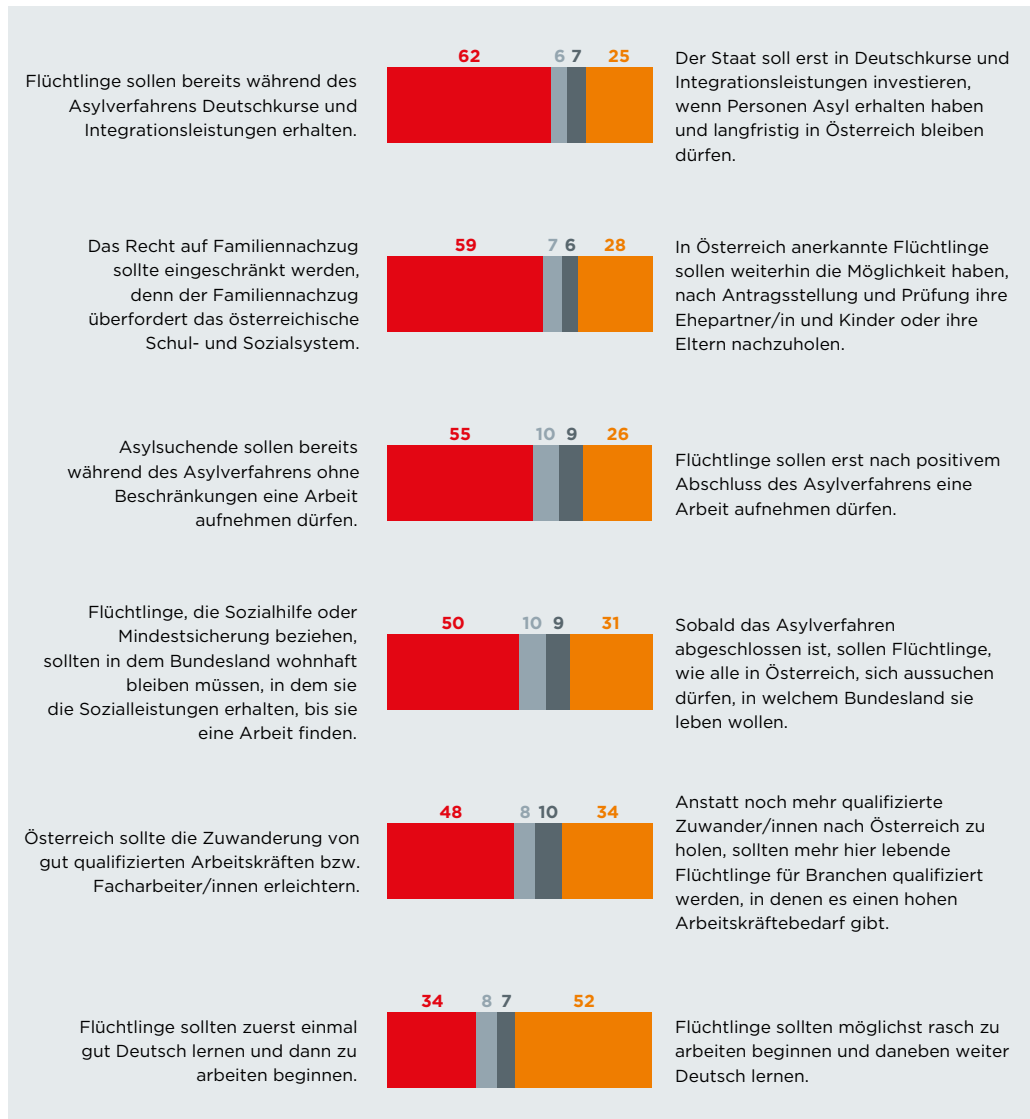 62 6 7 25
Flüchtlinge sollen bereits während des
Asylverfahrens Deutschkurse und
Integrationsleistungen erhalten.
Der Staat soll erst in Deutschkurse und
Integrationsleistungen investieren,
wenn Personen Asyl erhalten haben
und langfristig in Österreich bleiben
dürfen.
59 7 6 28
Das Recht auf Familiennachzug
sollte eingeschränkt werden,
denn der Familiennachzug
überfordert das österreichische
Schul- und Sozialsystem.
In Österreich anerkannte Flüchtlinge
sollen weiterhin die Möglichkeit haben,
nach Antragsstellung und Prüfung ihre
Ehepartner/in und Kinder oder ihre
Eltern nachzuholen.
55 10 9 26
Asylsuchende sollen bereits
während des Asylverfahrens ohne
Beschränkungen eine Arbeit
aufnehmen dürfen.
Flüchtlinge sollen erst nach positivem
Abschluss des Asylverfahrens eine
Arbeit aufnehmen dürfen.
50 10 9 31
Flüchtlinge, die Sozialhilfe oder
Mindestsicherung beziehen,
sollten in dem Bundesland wohnhaft
bleiben müssen, in dem sie
die Sozialleistungen erhalten, bis sie
eine Arbeit finden.
Sobald das Asylverfahren
abgeschlossen ist, sollen Flüchtlinge,
wie alle in Österreich, sich aussuchen
dürfen, in welchem Bundesland sie
leben wollen.
48 8 10 34
Österreich sollte die Zuwanderung von
gut qualifizierten Arbeitskräften bzw.
Facharbeiter/innen erleichtern.
Anstatt noch mehr qualifizierte
Zuwander/innen nach Österreich zu
holen, sollten mehr hier lebende
Flüchtlinge für Branchen qualifiziert
werden, in denen es einen hohen
Arbeitskräftebedarf gibt.
34 8 7 52
Flüchtlinge sollten zuerst einmal
gut Deutsch lernen und dann zu
arbeiten beginnen.
Flüchtlinge sollten möglichst rasch zu
arbeiten beginnen und daneben weiter
Deutsch lernen.